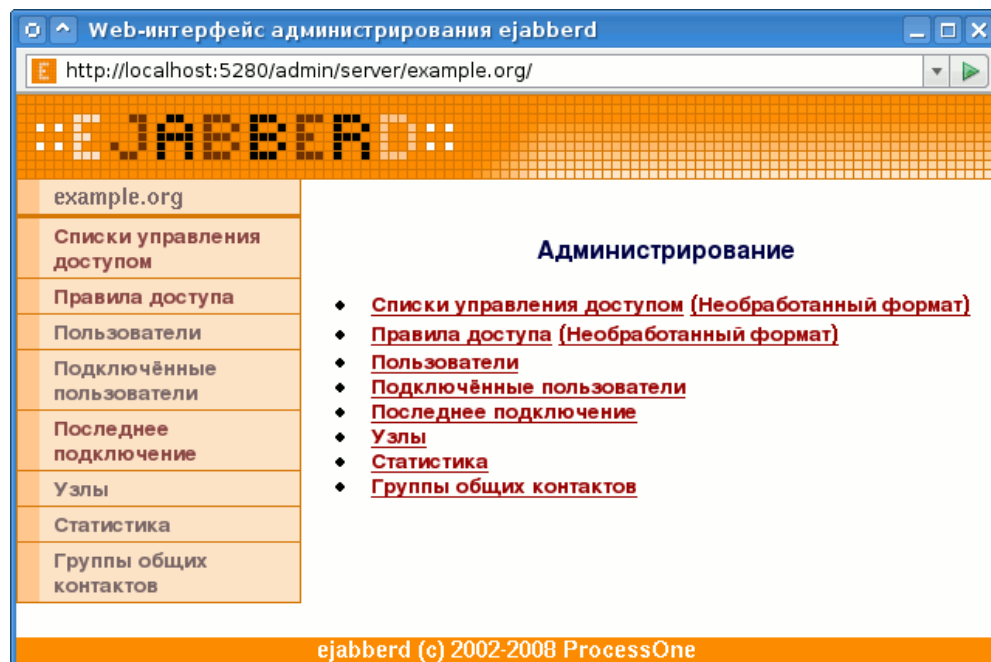 Web-интерфейс администрирования ejabberd
http://localhost:5280/admin/server/example.org/
::EJABBERD::
example.org
Списки управления
доступом
Правила доступа
Пользователи
Подключённые
пользователи
Последнее
подключение
Узлы
Статистика
Группы общих
контактов
Администрирование
Списки управления доступом (Необработанный формат)
Правила доступа (Необработанный формат)
Пользователи
Подключённые пользователи
Последнее подключение
Узлы
Статистика
Группы общих контактов
ejabberd (c) 2002-2008 ProcessOne